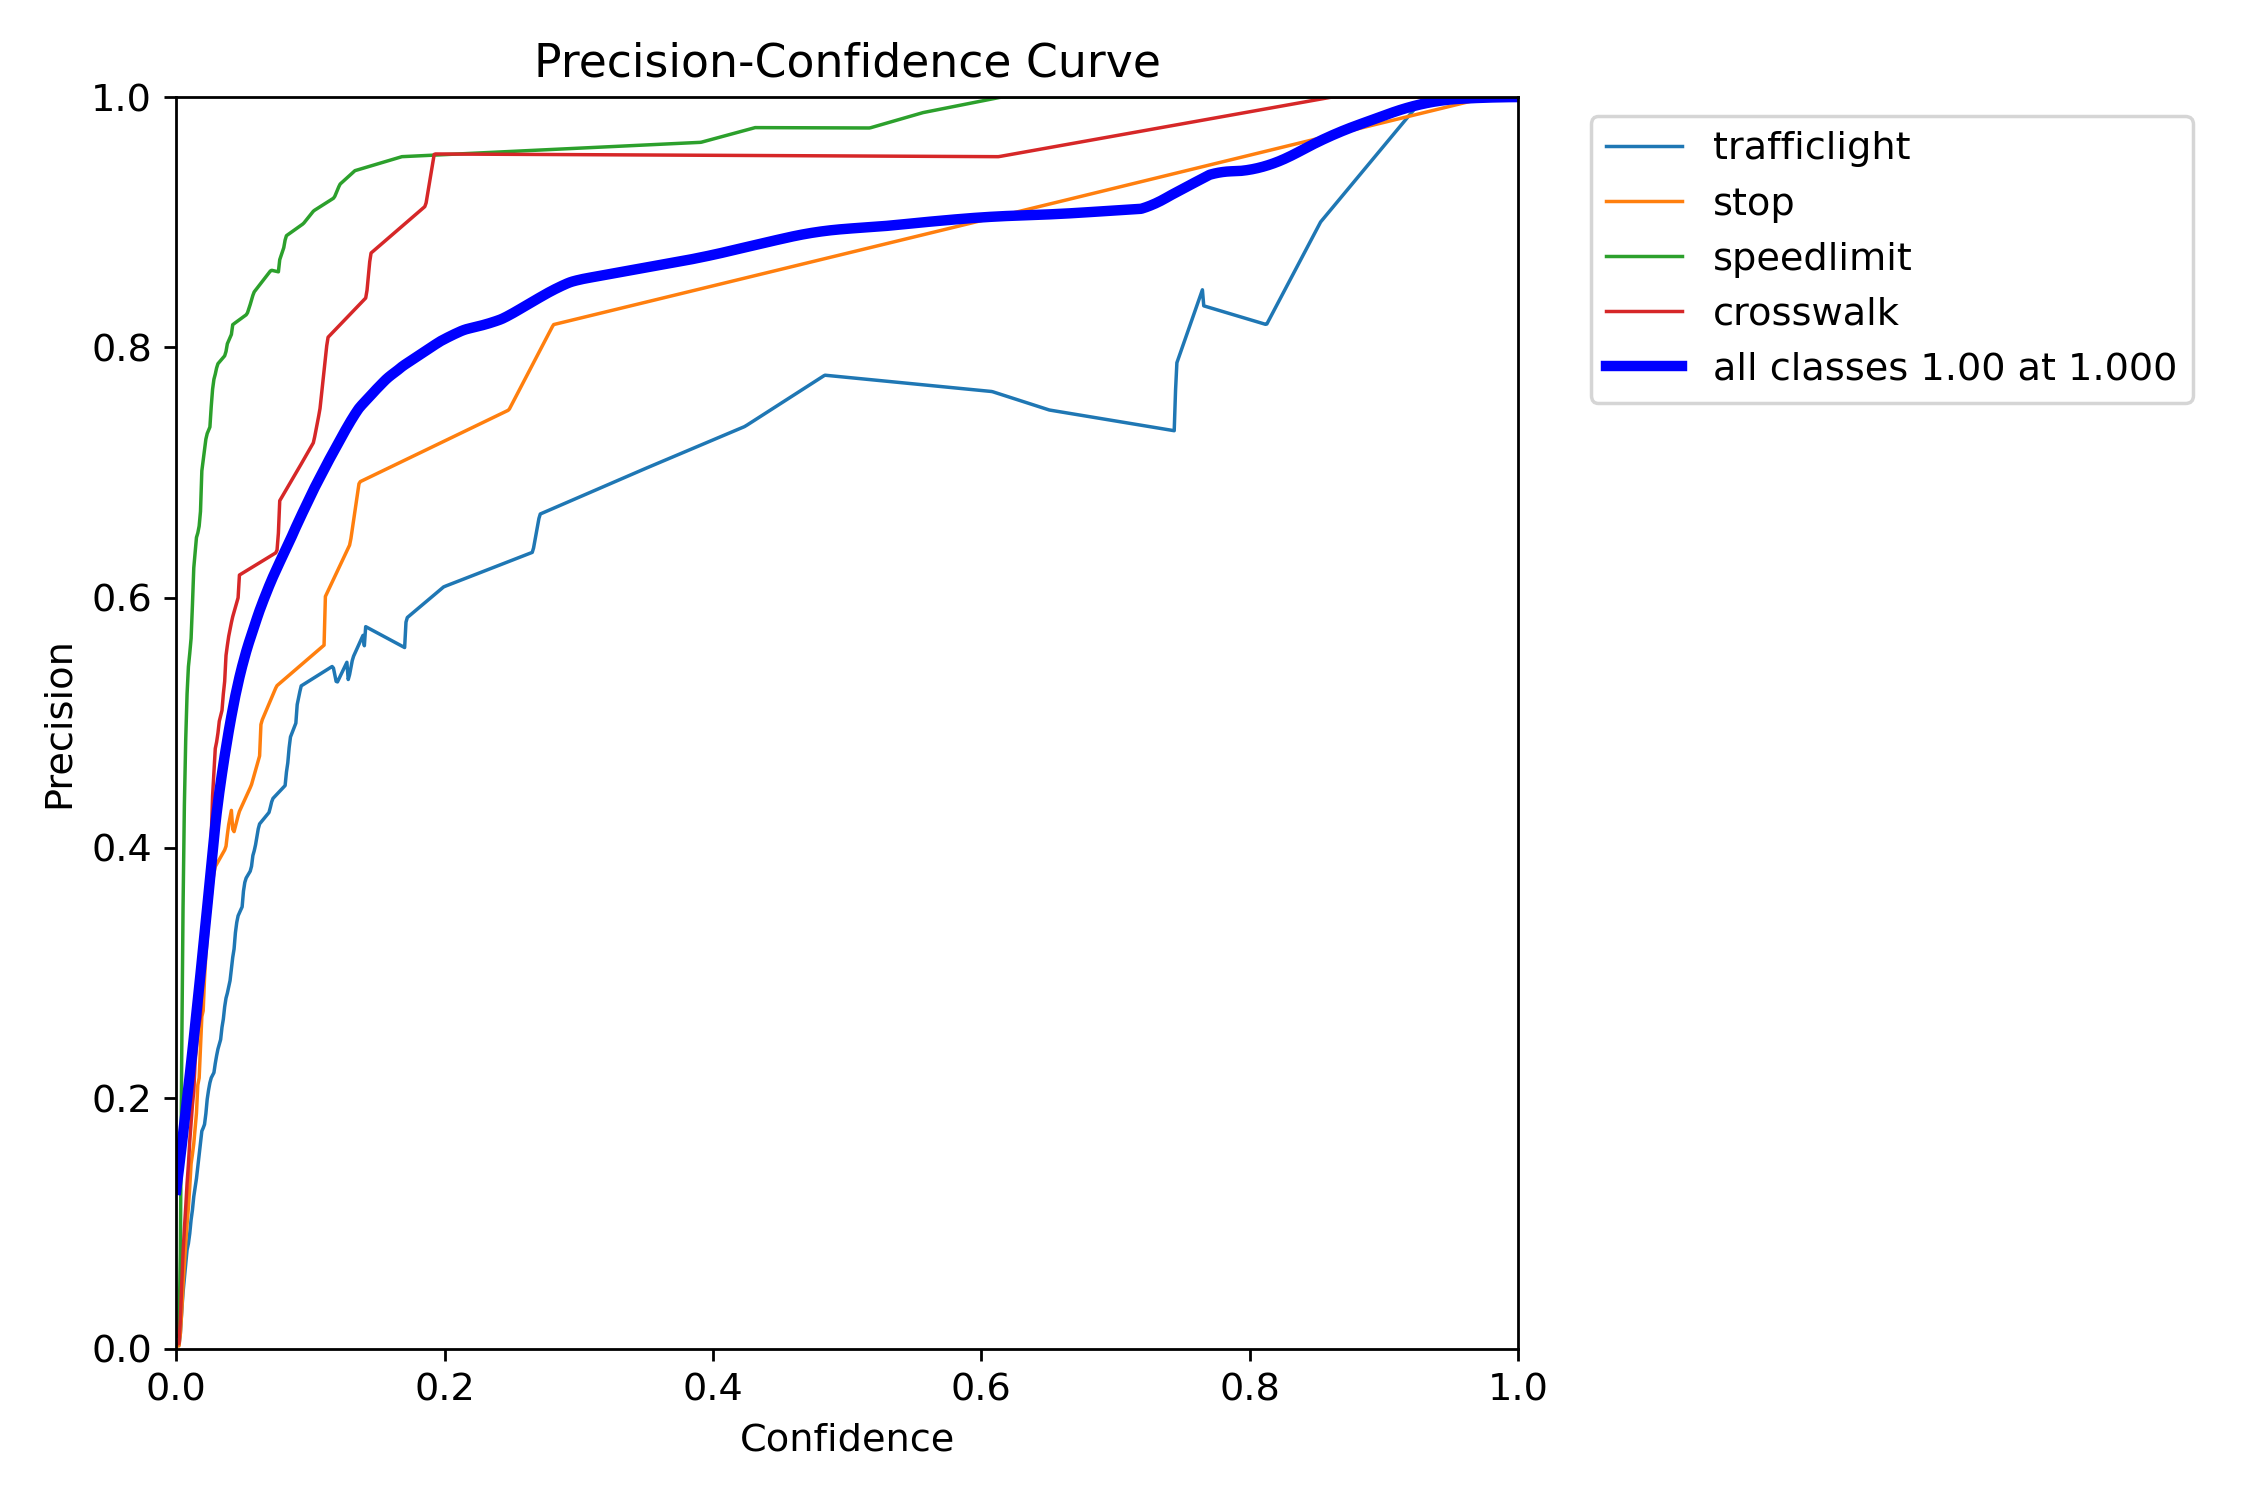 Precision-Confidence Curve
1.0
0.8
0.6
0.4
0.2
0.0
Precision
0.0 0.2 0.4 0.6 0.8 1.0
Confidence
trafficlight
stop
speedlimit
crosswalk
all classes 1.00 at 1.000